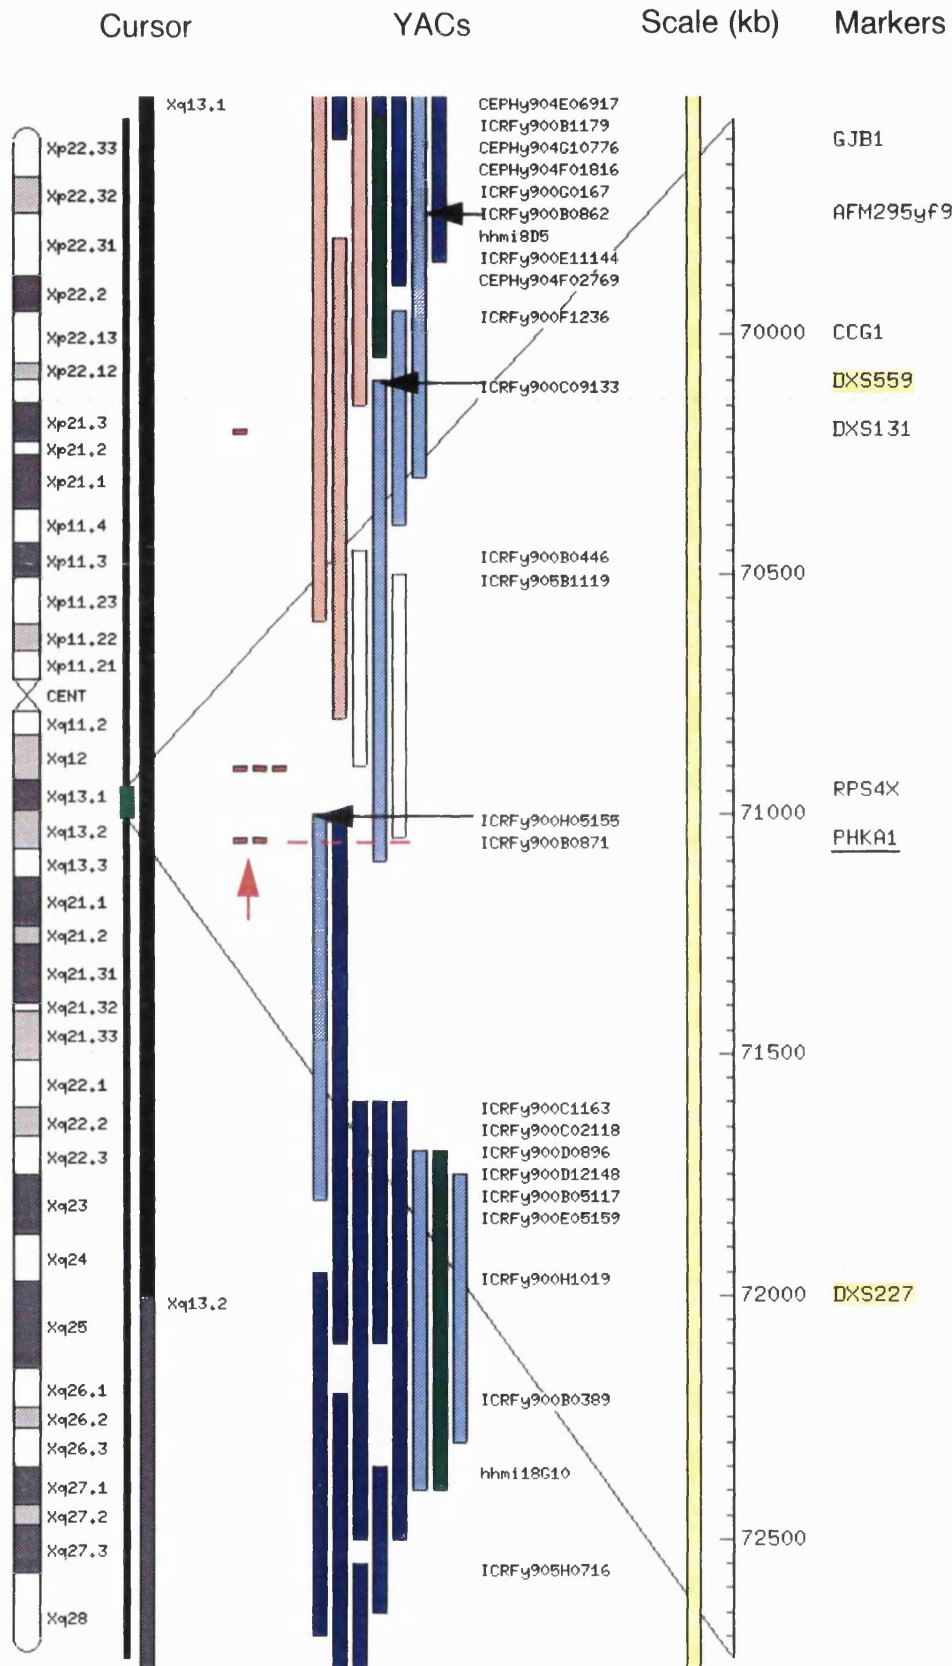 Cursor
YACs
Scale (kb)
Markers
Xq13.1
Xp22.33
Xp22.32
Xp22.31
Xp22.2
Xp22.13
Xp22.12
Xp21.3
Xp21.2
Xp21.1
Xp11.4
Xp11.3
Xp11.23
Xp11.22
Xp11.21
CENT
Xq11.2
Xq12
Xq13.1
Xq13.2
Xq13.3
Xq21.1
Xq21.2
Xq21.31
Xq21.32
Xq21.33
Xq22.1
Xq22.2
Xq22.3
Xq23
Xq24
Xq25
Xq26.1
Xq26.2
Xq26.3
Xq27.1
Xq27.2
Xq27.3
Xq28
Xq13.2
CEPHy904E06917
ICRFy900B1179
CEPHy904G10776
CEPHy904F01816
ICRFy900G0167
ICRFy900B0862
hhmi8D5
ICRFy900E11144
CEPHy904F02769
ICRFy900F1236
ICRFy900C09133
ICRFy900B0446
ICRFy905B1119
ICRFy900H05155
ICRFy900B0871
ICRFy900C1163
ICRFy900C02118
ICRFy900D0896
ICRFy900D12148
ICRFy900B05117
ICRFy900E05159
ICRFy900H1019
ICRFy900B0389
hhmi18G10
ICRFy905H0716
70000
70500
71000
71500
72000
72500
GJB1
AFM295yf9
CCG1
DXS559
DXS131
RPS4X
PHKA1
DXS227